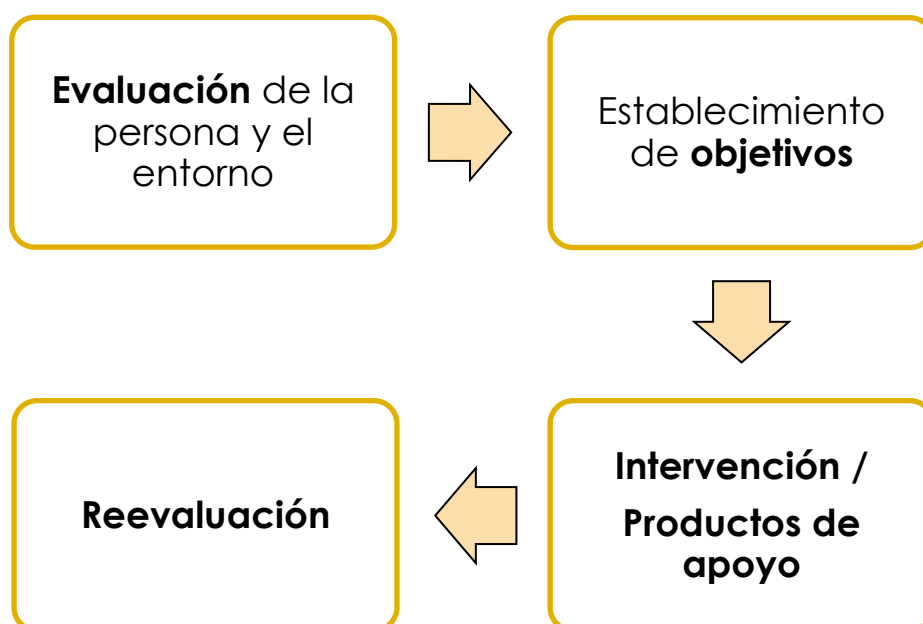 Evaluación de la
persona y el
entorno
Establecimiento
de objetivos
Intervención /
Productos de
apoyo
Reevaluación